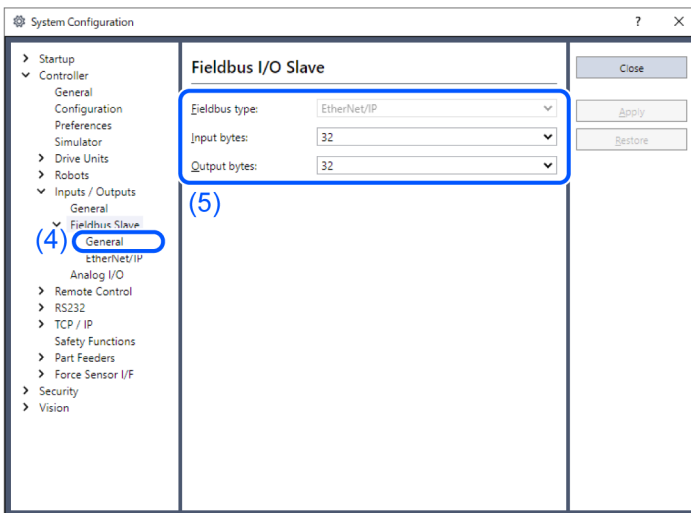 System Configuration
?
X
Startup
Controller
General
Configuration
Preferences
Simulator
Drive Units
Robots
Inputs / Outputs
General
Fieldbus Slave
(4)
General
EtherNet/IP
Analog I/O
Remote Control
RS232
TCP / IP
Safety Functions
Part Feeders
Force Sensor I/F
Security
Vision
Fieldbus I/O Slave
Fieldbus type: EtherNet/IP
Input bytes: 32
Output bytes: 32
(5)
Close
Apply
Restore